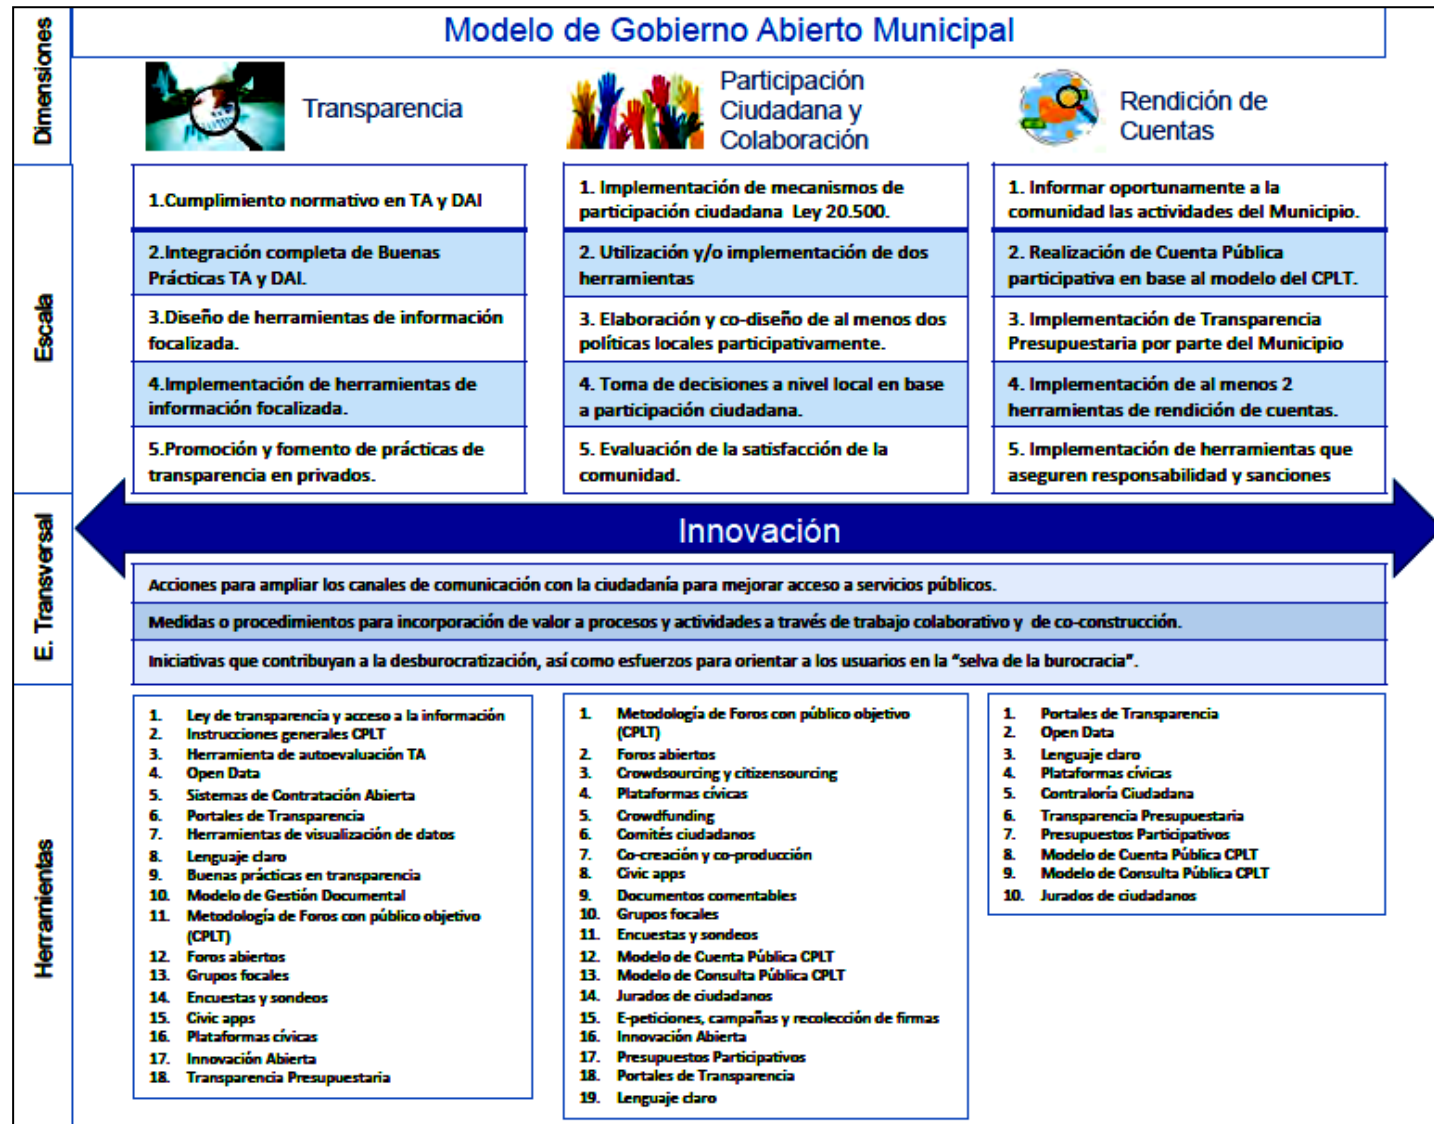 Modelo de Gobierno Abierto Municipal
Dimensiones
Transparencia
Participación
Ciudadana y
Colaboración
Rendición de
Cuentas
Escala
1.Cumplimiento normativo en TA y DAI
2.Integración completa de Buenas
Prácticas TA y DAI.
3.Diseño de herramientas de información
focalizada.
4.Implementación de herramientas de
información focalizada.
5.Promoción y fomento de prácticas de
transparencia en privados.
1. Implementación de mecanismos de
participación ciudadana Ley 20.500.
2. Utilización y/o implementación de dos
herramientas
3. Elaboración y co-diseño de al menos dos
políticas locales participativamente.
4. Toma de decisiones a nivel local en base
a participación ciudadana.
5. Evaluación de la satisfacción de la
comunidad.
1. Informar oportunamente a la
comunidad las actividades del Municipio.
2. Realización de Cuenta Pública
participativa en base al modelo del CPLT.
3. Implementación de Transparencia
Presupuestaria por parte del Municipio
4. Implementación de al menos 2
herramientas de rendición de cuentas.
5. Implementación de herramientas que
aseguren responsabilidad y sanciones
E. Transversal
Innovación
Acciones para ampliar los canales de comunicación con la ciudadanía para mejorar acceso a servicios públicos.
Medidas o procedimientos para incorporación de valor a procesos y actividades a través de trabajo colaborativo y de co-construcción.
Iniciativas que contribuyan a la desburocratización, así como esfuerzos para orientar a los usuarios en la "selva de la burocracia".
Herramientas
1. Ley de transparencia y acceso a la información
2. Instrucciones generales CPLT
3. Herramienta de autoevaluación TA
4. Open Data
5. Sistemas de Contratación Abierta
6. Portales de Transparencia
7. Herramientas de visualización de datos
8. Lenguaje claro
9. Buenas prácticas en transparencia
10. Modelo de Gestión Documental
11. Metodología de Foros con público objetivo
(CPLT)
12. Foros abiertos
13. Grupos focales
14. Encuestas y sondeos
15. Civic apps
16. Plataformas cívicas
17. Innovación Abierta
18. Transparencia Presupuestaria
1. Metodología de Foros con público objetivo
(CPLT)
2. Foros abiertos
3. Crowdsourcing y citizensourcing
4. Plataformas cívicas
5. Crowdfunding
6. Comités ciudadanos
7. Co-creación y co-producción
8. Civic apps
9. Documentos comentables
10. Grupos focales
11. Encuestas y sondeos
12. Modelo de Cuenta Pública CPLT
13. Modelo de Consulta Pública CPLT
14. Jurados de ciudadanos
15. E-peticiones, campañas y recolección de firmas
16. Innovación Abierta
17. Presupuestos Participativos
18. Portales de Transparencia
19. Lenguaje claro
1. Portales de Transparencia
2. Open Data
3. Lenguaje claro
4. Plataformas cívicas
5. Contraloría Ciudadana
6. Transparencia Presupuestaria
7. Presupuestos Participativos
8. Modelo de Cuenta Pública CPLT
9. Modelo de Consulta Pública CPLT
10. Jurados de ciudadanos